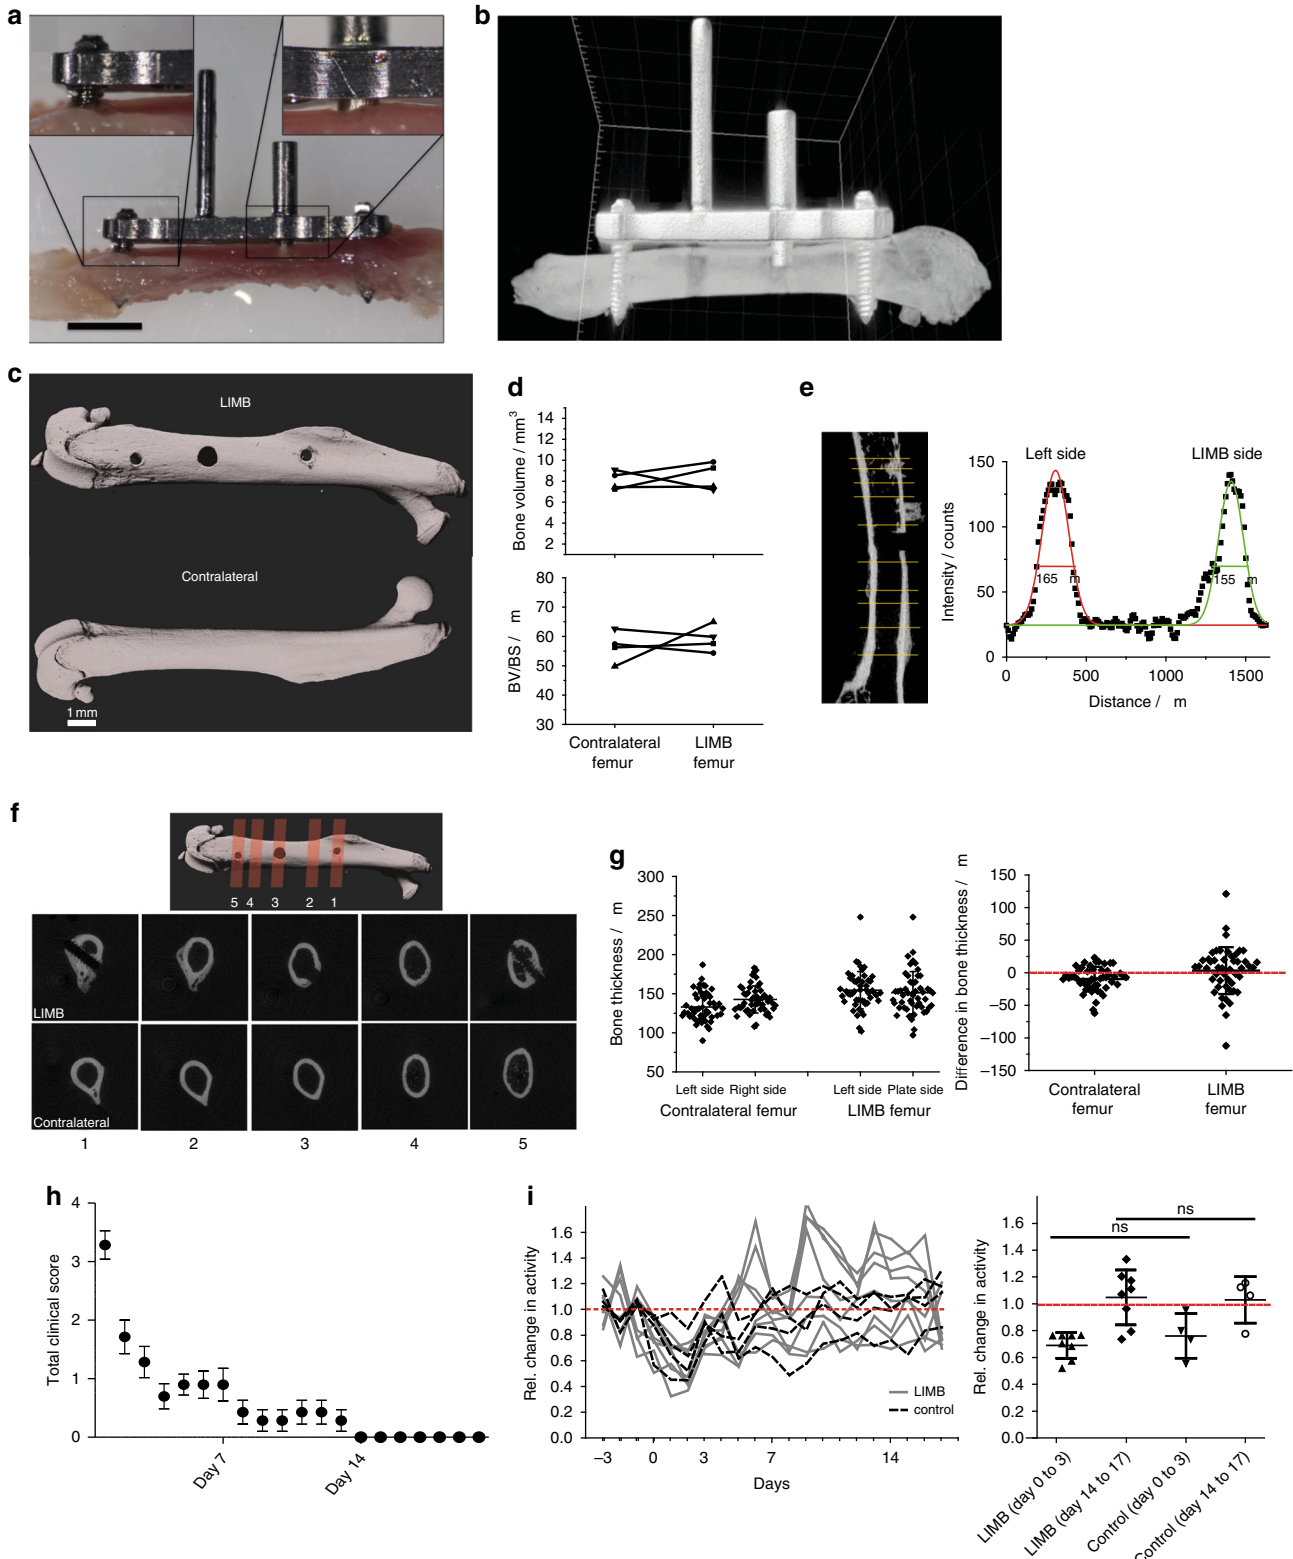 a
b
c
LIMB
Contralateral
1 mm
d
Bone volume / mm3
14
12
10
8
6
4
2
BV/BS / m
80
70
60
50
40
30
Contralateral
femur
LIMB
femur
e
Left side
LIMB side
Intensity / counts
150
100
50
0
165 m
155 m
0
500
1000
1500
Distance / m
f
5 4 3 2 1
LIMB
Contralateral
1
2
3
4
5
g
Bone thickness / m
300
250
200
150
100
50
Left side
Right side
Left side
Plate side
Contralateral femur
LIMB femur
Difference in bone thickness / m
150
100
50
0
−50
−100
−150
Contralateral
femur
LIMB
femur
h
Total clinical score
4
3
2
1
0
Day 7
Day 14
i
Rel. change in activity
1.6
1.4
1.2
1.0
0.8
0.6
0.4
0.2
0.0
LIMB
control
−3
0
3
7
14
Days
Rel. change in activity
1.6
1.4
1.2
1.0
0.8
0.6
0.4
0.2
0.0
ns
ns
LIMB (day 0 to 3)
LIMB (day 14 to 17)
Control (day 0 to 3)
Control (day 14 to 17)